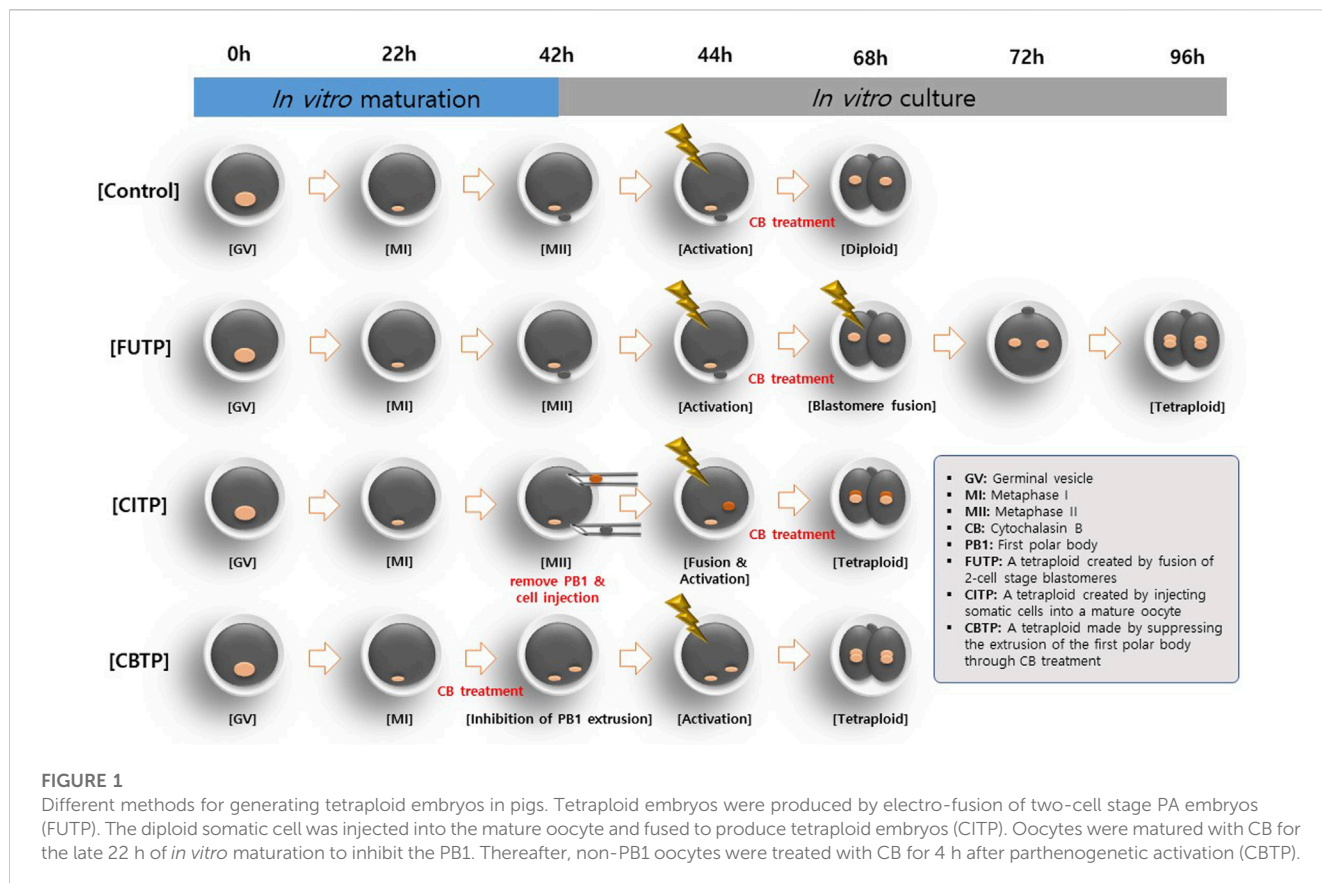 0h 22h 42h 44h 68h 72h 96h
In vitro maturation In vitro culture
[Control]
CB treatment
[GV] [MI] [MII] [Activation] [Diploid]
[FUTP]
CB treatment
[GV] [MI] [MII] [Activation] [Blastomere fusion] [Tetraploid]
[CITP]
CB treatment
[GV] [MI] [MII] [Fusion & [Tetraploid]
Activation]
remove PB1 &
cell injection
[CBTP]
CB treatment
[GV] [MI] [Inhibition of PB1 extrusion] [Activation] [Tetraploid]
▪ GV: Germinal vesicle
▪ MI: Metaphase I
▪ MII: Metaphase II
▪ CB: Cytochalasin B
▪ PB1: First polar body
▪ FUTP: A tetraploid created by fusion of
2-cell stage blastomeres
▪ CITP: A tetraploid created by injecting
somatic cells into a mature oocyte
▪ CBTP: A tetraploid made by suppressing
the extrusion of the first polar body
through CB treatment
FIGURE 1
Different methods for generating tetraploid embryos in pigs. Tetraploid embryos were produced by electro-fusion of two-cell stage PA embryos
(FUTP). The diploid somatic cell was injected into the mature oocyte and fused to produce tetraploid embryos (CITP). Oocytes were matured with CB for
the late 22 h of in vitro maturation to inhibit the PB1. Thereafter, non-PB1 oocytes were treated with CB for 4 h after parthenogenetic activation (CBTP).